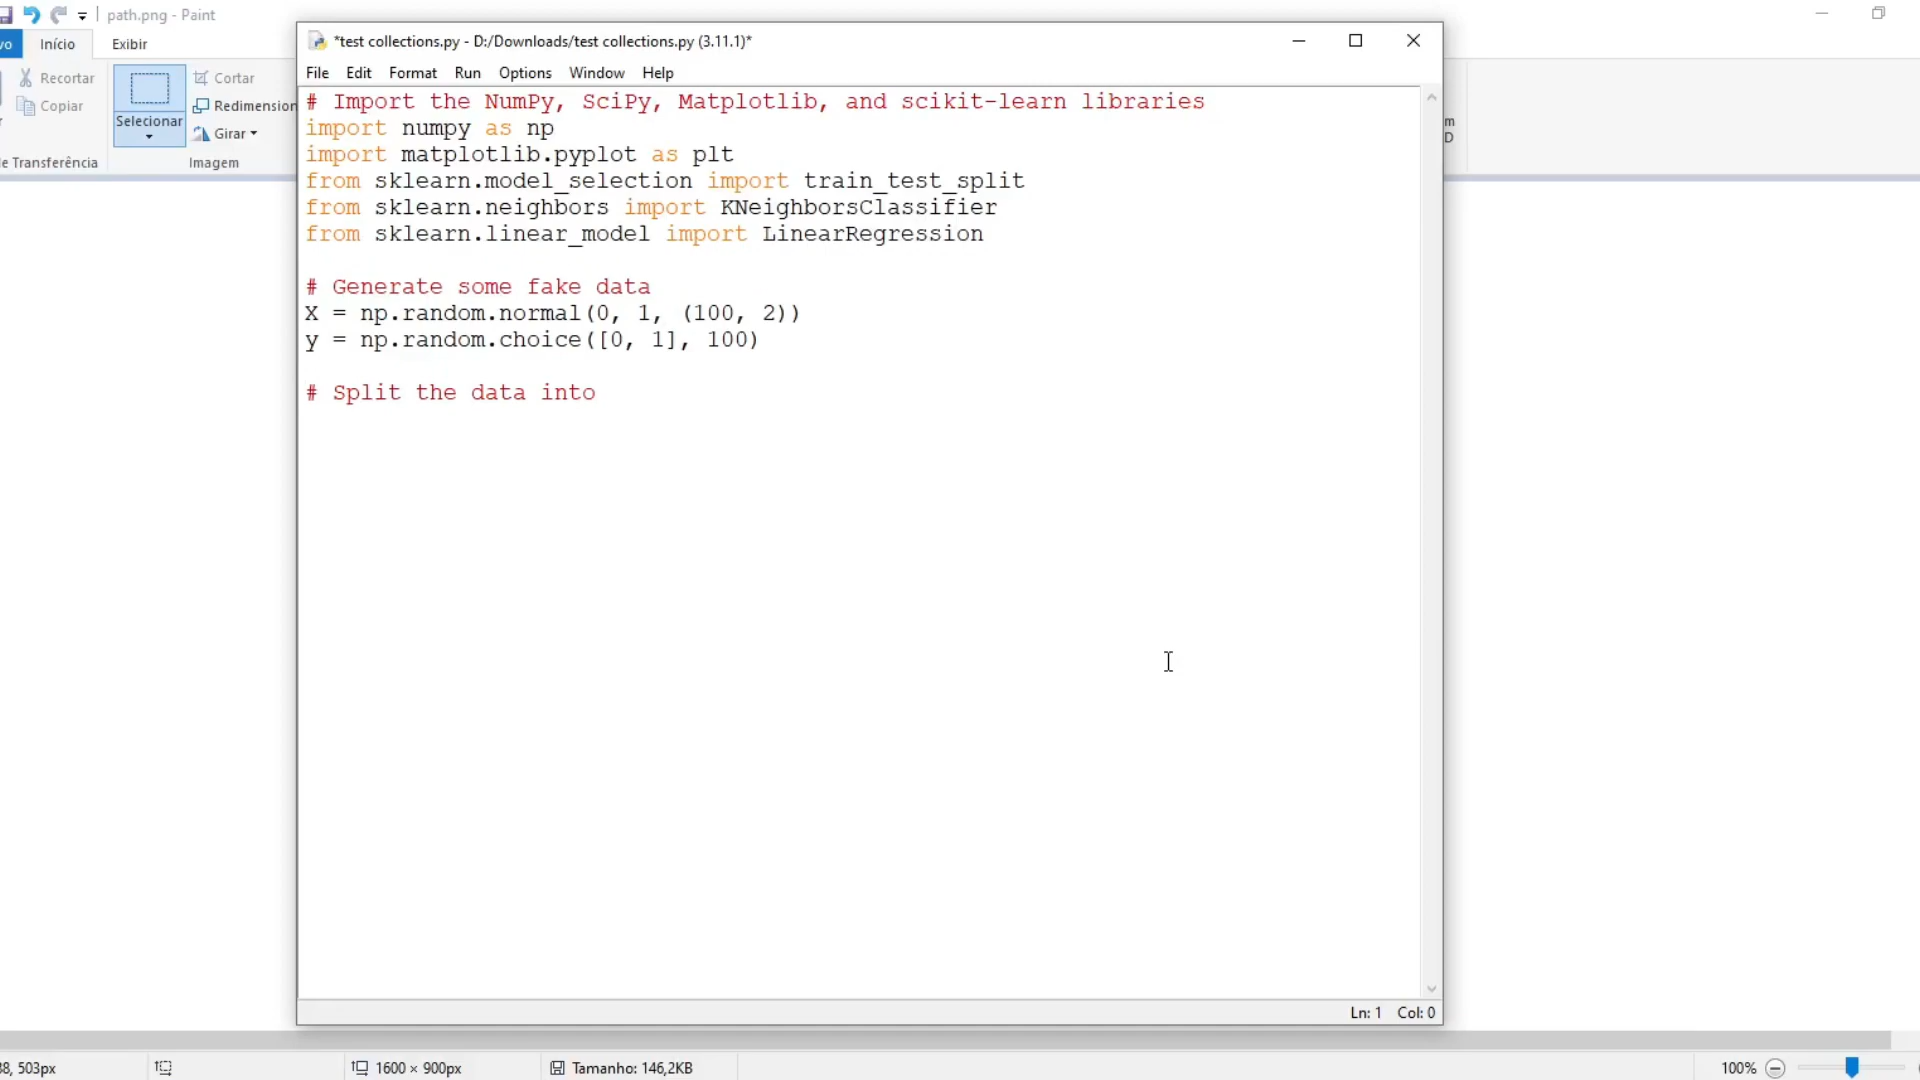 path.png - Paint
vo
Início
Exibir
Recortar
Copiar
e Transferência
Selecionar
Cortar
Redimension
Girar
Imagem
m
D
*test collections.py - D:/Downloads/test collections.py (3.11.1)*
File Edit Format Run Options Window Help
# Import the NumPy, SciPy, Matplotlib, and scikit-learn libraries
import numpy as np
import matplotlib.pyplot as plt
from sklearn.model_selection import train_test_split
from sklearn.neighbors import KNeighborsClassifier
from sklearn.linear_model import LinearRegression
# Generate some fake data
X = np.random.normal(0, 1, (100, 2))
y = np.random.choice([0, 1], 100)
# Split the data into
Ln: 1 Col: 0
38, 503px
1600 × 900px
Tamanho: 146,2KB
100%